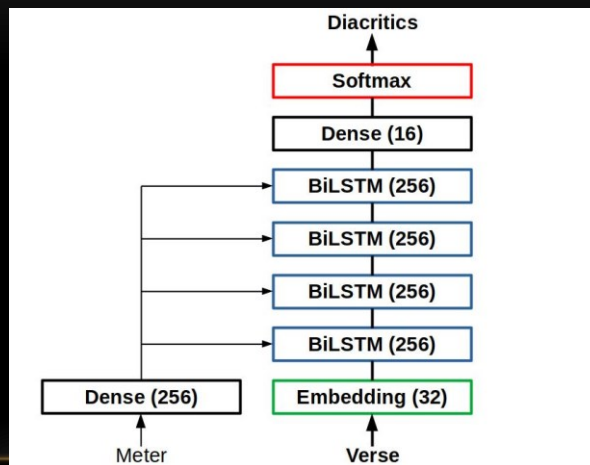 Diacritics
Softmax
Dense (16)
BiLSTM (256)
BiLSTM (256)
BiLSTM (256)
BiLSTM (256)
Dense (256) Embedding (32)
Meter Verse